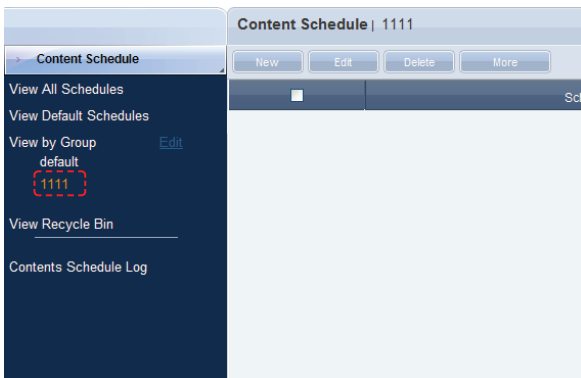 Content Schedule | 1111
Content Schedule
New Edit Delete More
View All Schedules
View Default Schedules
View by Group Edit
default
1111
View Recycle Bin
Contents Schedule Log